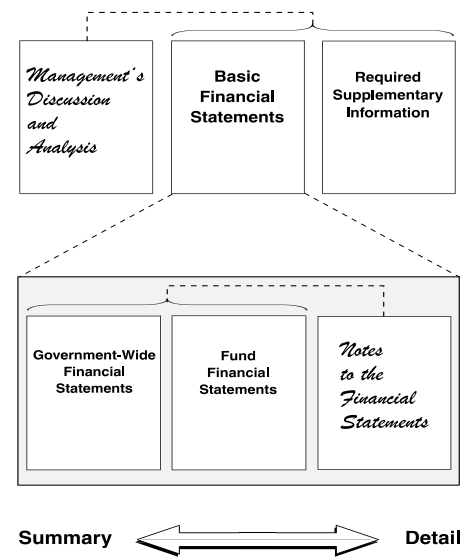 Management's
Discussion
and
Analysis
Basic
Financial
Statements
Required
Supplementary
Information
Government-Wide
Financial
Statements
Fund
Financial
Statements
Notes
to the
Financial
Statements
Summary
Detail